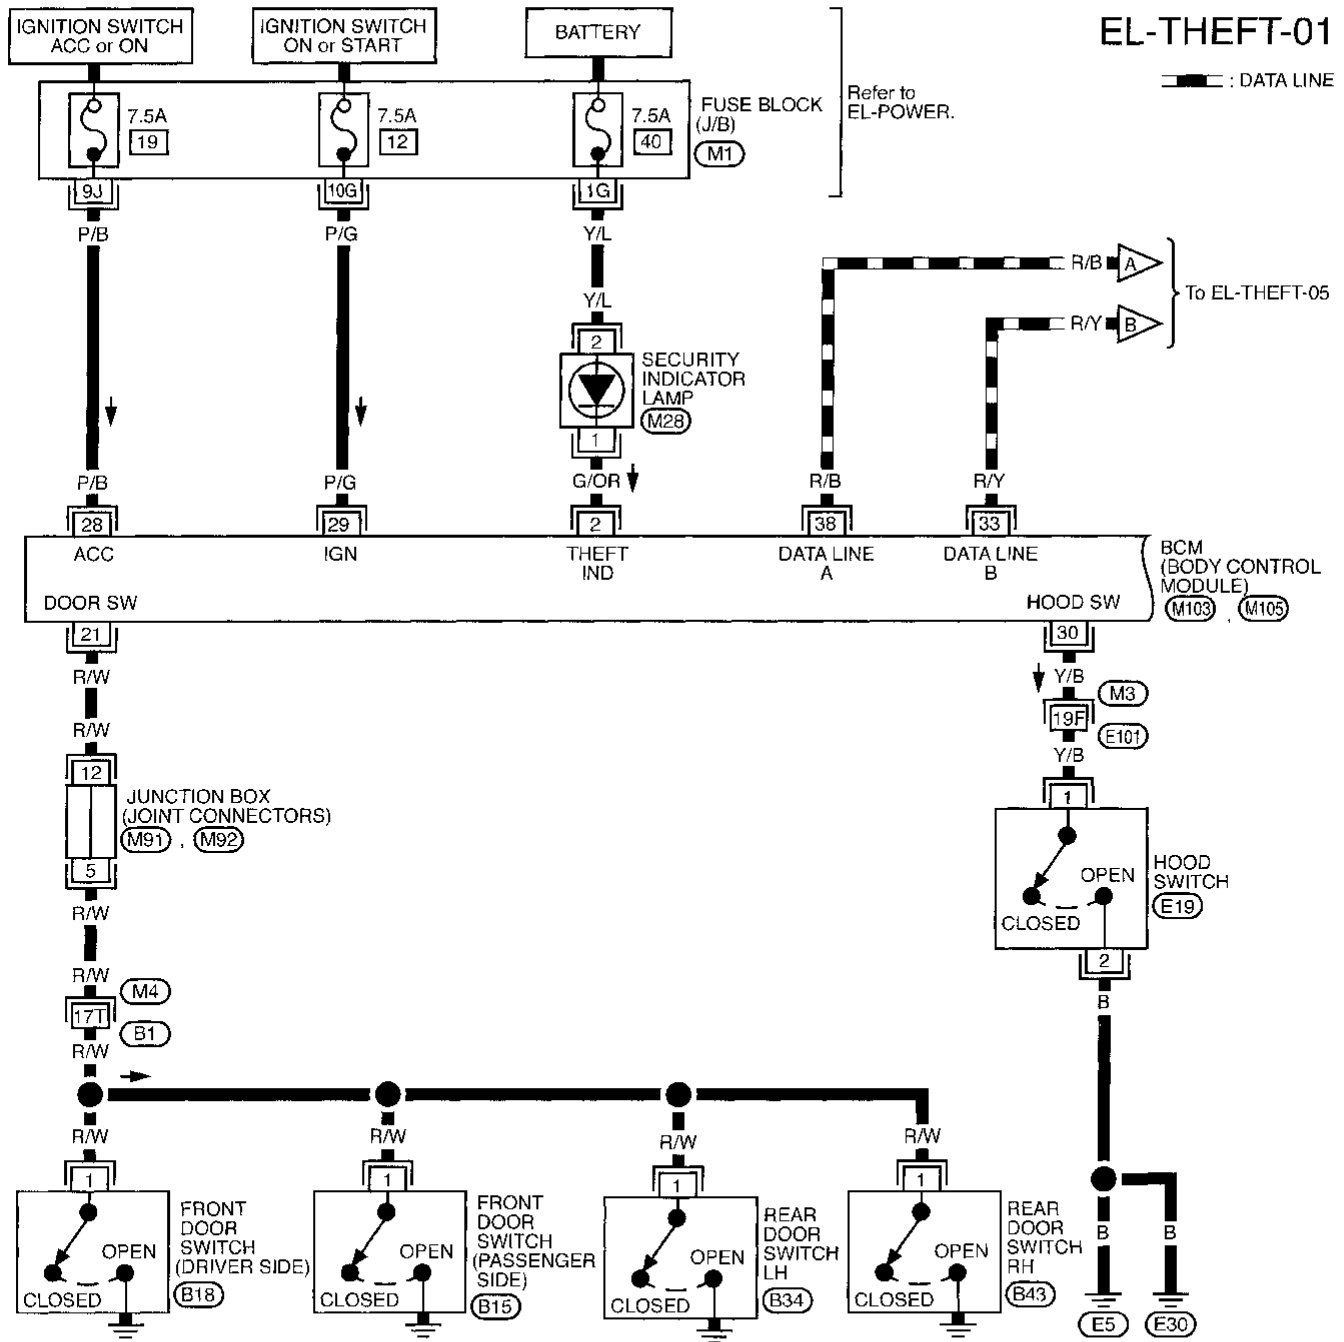 IGNITION SWITCH
ACC or ON
IGNITION SWITCH
ON or START
BATTERY
EL-THEFT-01
: DATA LINE
7.5A
19
7.5A
12
7.5A
40
FUSE BLOCK
(J/B)
M1
Refer to
EL-POWER.
9J
10G
1G
P/B
P/G
Y/L
R/B
A
To EL-THEFT-05
Y/L
R/Y
B
2
SECURITY
INDICATOR
LAMP
M28
1
P/B
P/G
G/OR
R/B
R/Y
28
29
2
38
33
ACC
IGN
THEFT
IND
DATA LINE
A
DATA LINE
B
BCM
(BODY CONTROL
MODULE)
M103 , M105
DOOR SW
HOOD SW
21
30
R/W
Y/B
M3
19F
E101
R/W
Y/B
12
1
JUNCTION BOX
(JOINT CONNECTORS)
M91 , M92
5
OPEN
CLOSED
HOOD
SWITCH
E19
R/W
2
R/W
M4
17T
B1
B
R/W
R/W
R/W
R/W
R/W
1
1
1
1
FRONT
DOOR
SWITCH
(DRIVER SIDE)
B18
OPEN
CLOSED
FRONT
DOOR
SWITCH
(PASSENGER
SIDE)
B15
OPEN
CLOSED
REAR
DOOR
SWITCH
LH
B34
OPEN
CLOSED
REAR
DOOR
SWITCH
RH
B43
OPEN
CLOSED
B
B
E5
E30